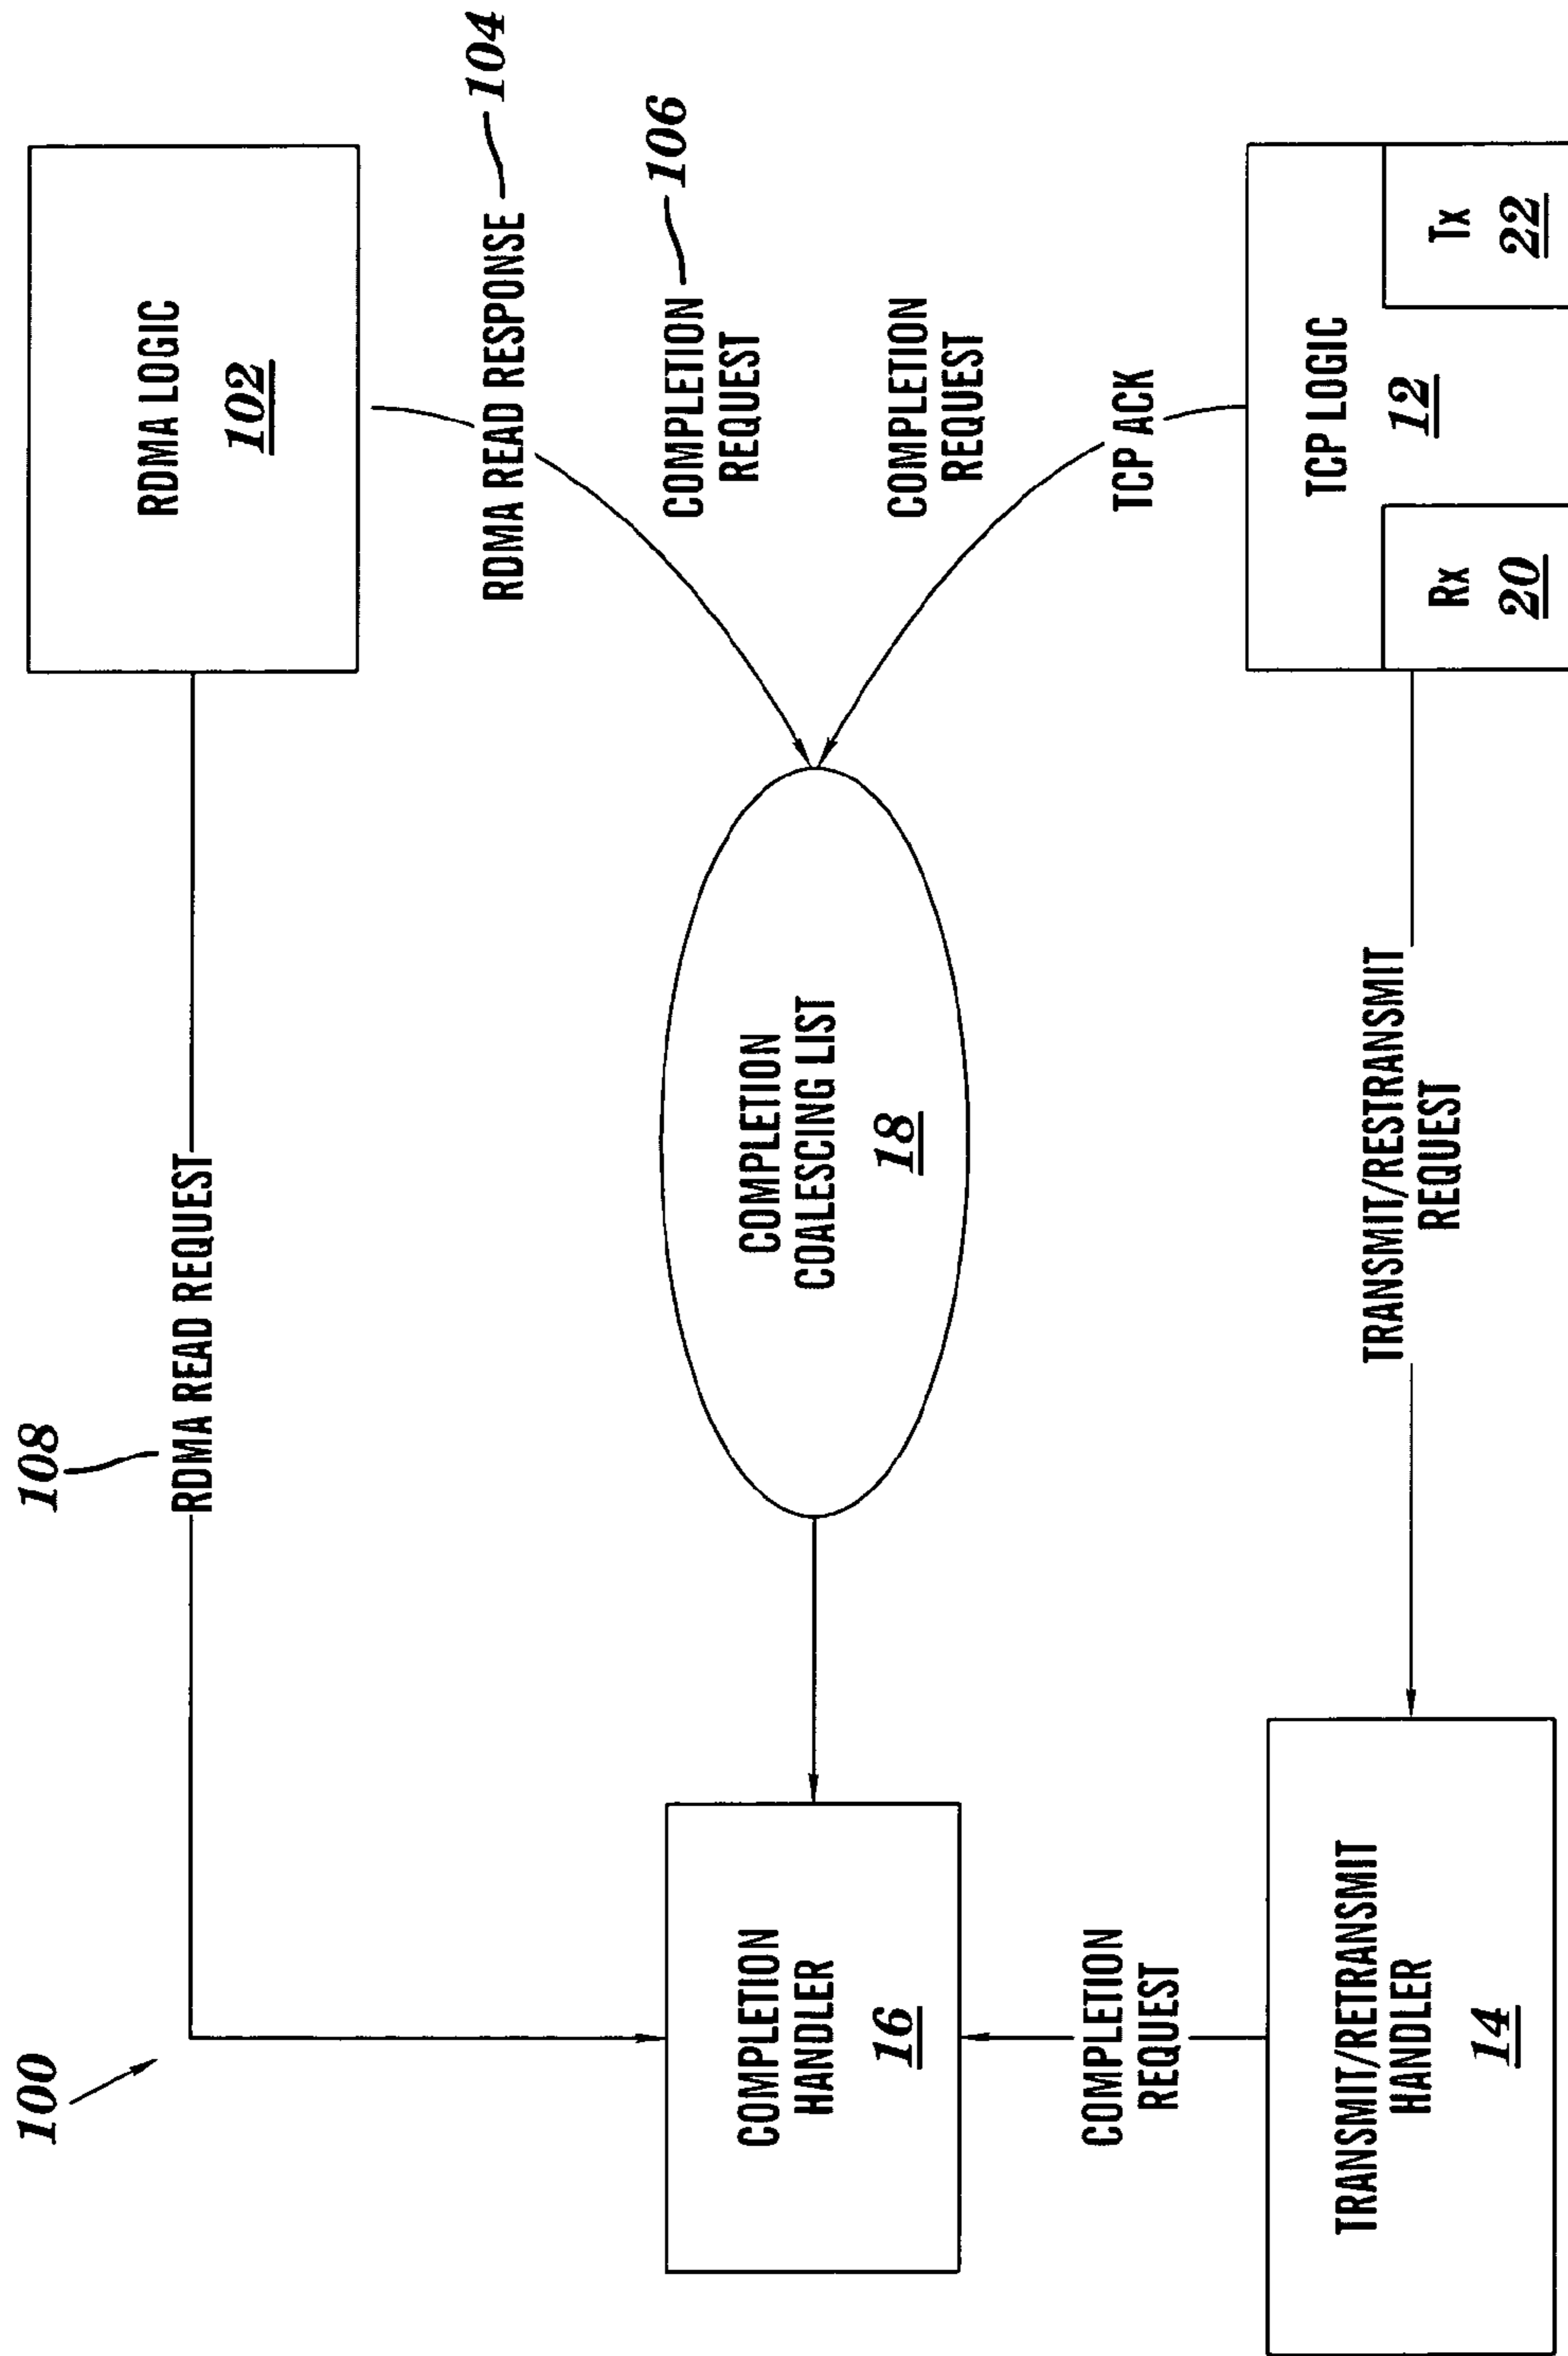 100
108
RDMA READ REQUEST
RDMA LOGIC
102
RDMA READ RESPONSE
104
COMPLETION
REQUEST
106
COMPLETION
HANDLER
16
COMPLETION
COALESCING LIST
18
COMPLETION
REQUEST
TCP ACK
COMPLETION
REQUEST
TRANSMIT/RETRANSMIT
HANDLER
14
TRANSMIT/RESTRANSMIT
REQUEST
TCP LOGIC
12
Rx
20
Tx
22